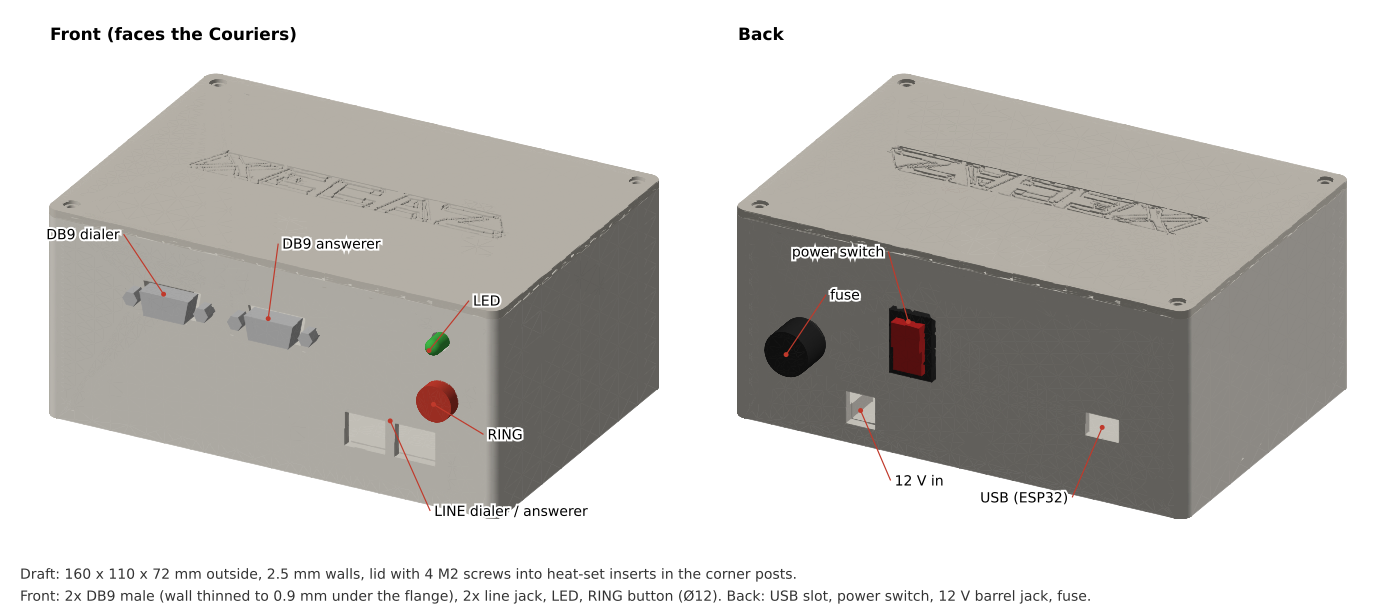 Front (faces the Couriers)
Back
DB9 dialer
DB9 answerer
LED
RING
LINE dialer / answerer
power switch
fuse
12 V in
USB (ESP32)
Draft: 160 x 110 x 72 mm outside, 2.5 mm walls, lid with 4 M2 screws into heat-set inserts in the corner posts.
Front: 2x DB9 male (wall thinned to 0.9 mm under the flange), 2x line jack, LED, RING button (Ø12). Back: USB slot, power switch, 12 V barrel jack, fuse.